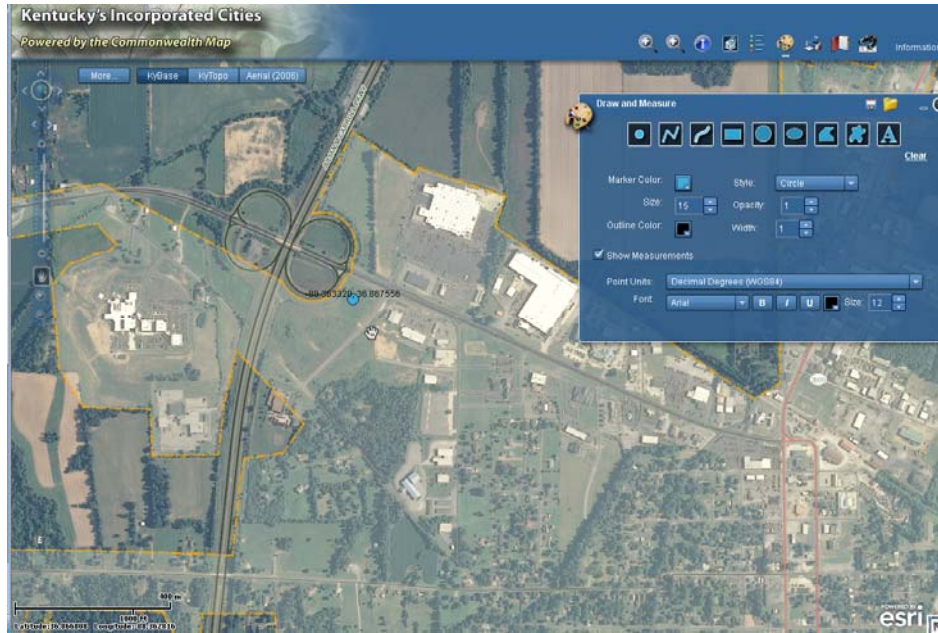 Kentucky's Incorporated Cities
Powered by the Commonwealth Map
Information
More...
KyBase
KyTopo
Aerial (2006)
Draw and Measure
A
Clear
Marker Color:
Style:
Circle
Size:
15
Opacity:
1
Outline Color:
Width:
1
Show Measurements
Point Units:
Decimal Degrees (WGS84)
Font:
Arial
B
I
U
Size:
12
E
400 m
1000 ft
POWERED BY
esri